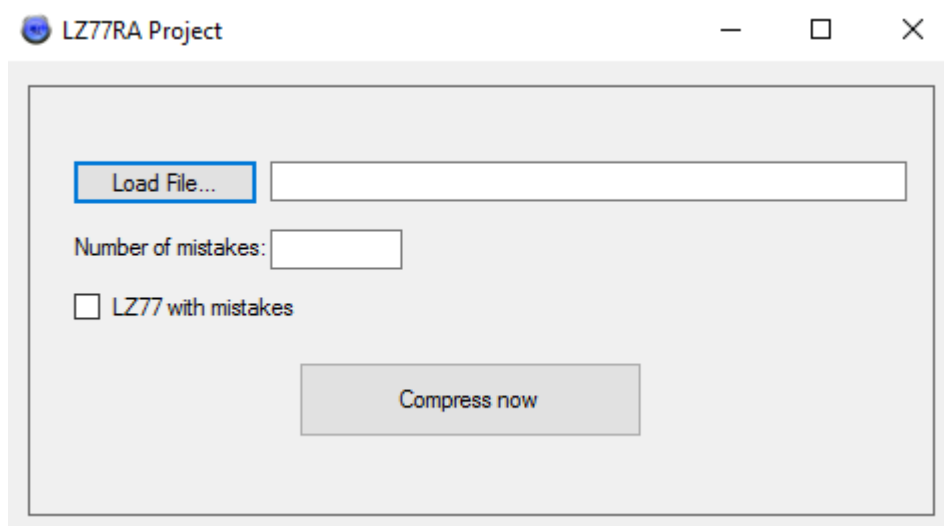 LZ77RA Project
Load File...
Number of mistakes:
LZ77 with mistakes
Compress now